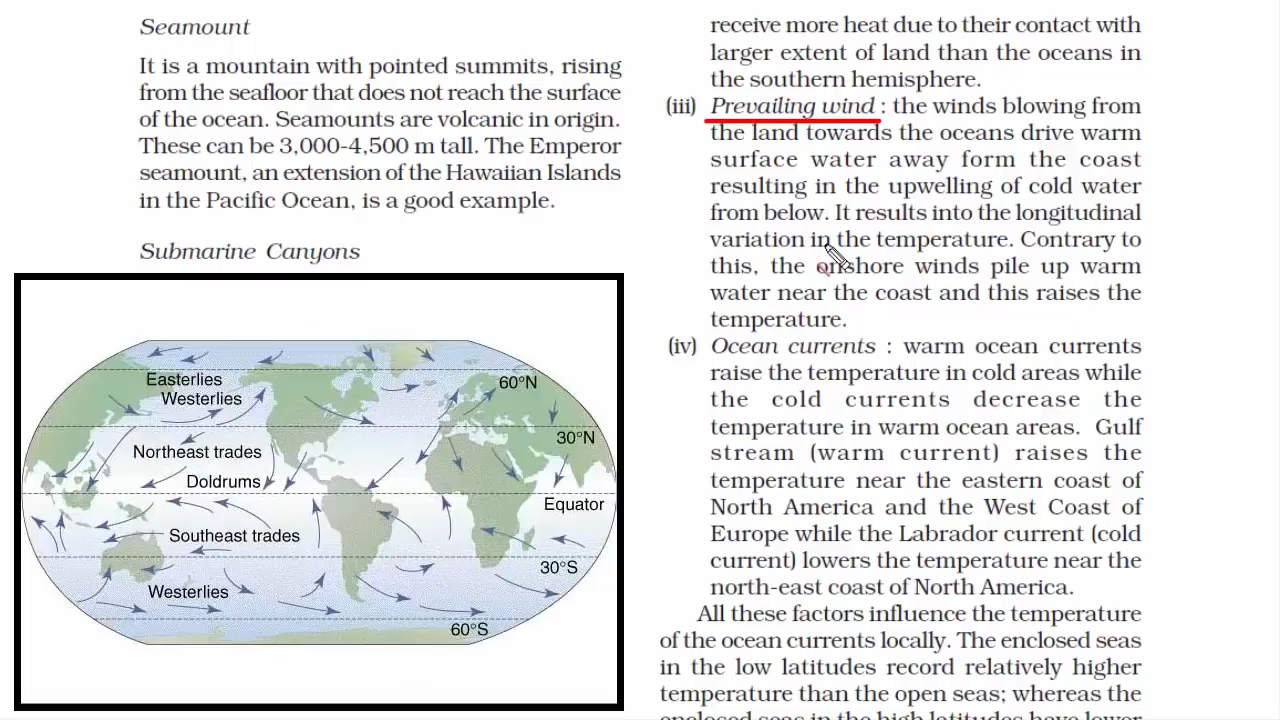 Seamount
It is a mountain with pointed summits, rising
from the seafloor that does not reach the surface
of the ocean. Seamounts are volcanic in origin.
These can be 3,000-4,500 m tall. The Emperor
seamount, an extension of the Hawaiian Islands
in the Pacific Ocean, is a good example.
Submarine Canyons
Easterlies
Westerlies
60°N
30°N
Northeast trades
Doldrums
Equator
Southeast trades
30°S
Westerlies
60°S
receive more heat due to their contact with
larger extent of land than the oceans in
the southern hemisphere.
(iii) Prevailing wind : the winds blowing from
the land towards the oceans drive warm
surface water away form the coast
resulting in the upwelling of cold water
from below. It results into the longitudinal
variation in the temperature. Contrary to
this, the onshore winds pile up warm
water near the coast and this raises the
temperature.
(iv) Ocean currents : warm ocean currents
raise the temperature in cold areas while
the cold currents decrease the
temperature in warm ocean areas. Gulf
stream (warm current) raises the
temperature near the eastern coast of
North America and the West Coast of
Europe while the Labrador current (cold
current) lowers the temperature near the
north-east coast of North America.
All these factors influence the temperature
of the ocean currents locally. The enclosed seas
in the low latitudes record relatively higher
temperature than the open seas; whereas the
enclosed seas in the high latitudes have lower